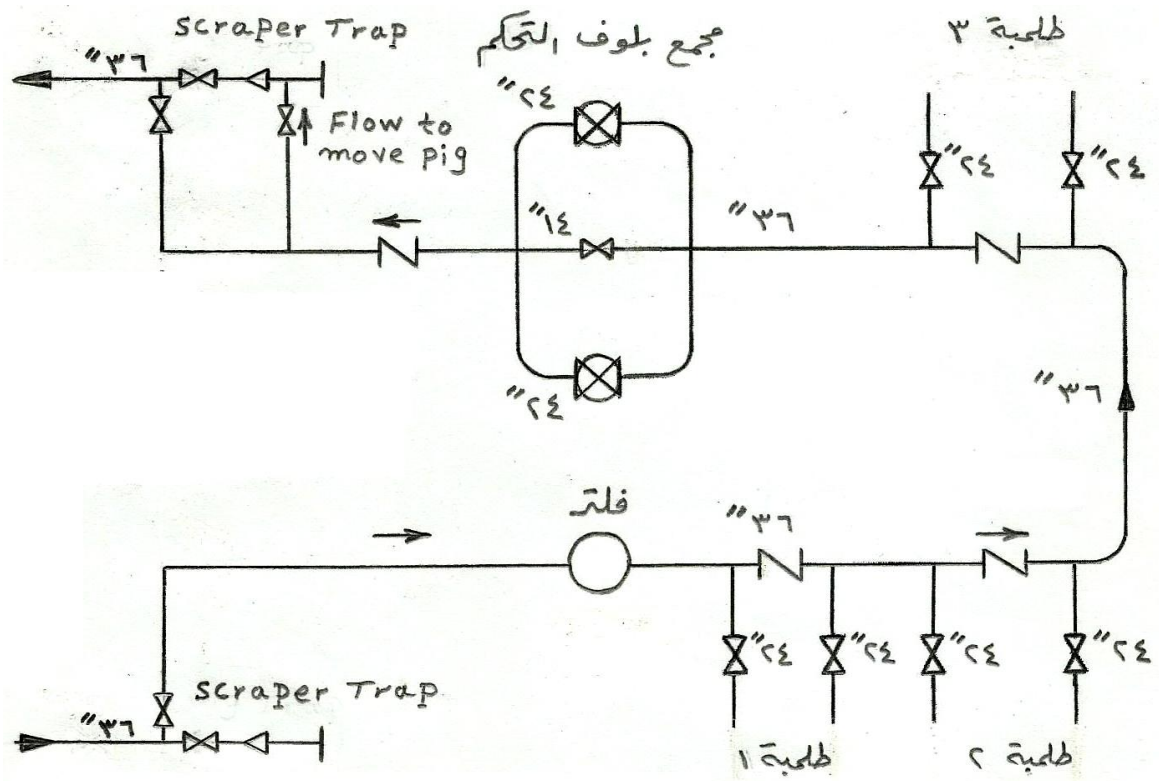 scraper Trap
مجمع بلوف التحكم
طلمبة ٣
٣٦″
٢٤″
Flow to
move pig
٢٤″
٢٤″
١٤″
٣٦″
٢٤″
٣٦″
فلتر
٣٦″
٢٤″
٢٤″
٢٤″
٢٤″
scraper Trap
٣٦″
طلمبة ١
طلمبة ٢